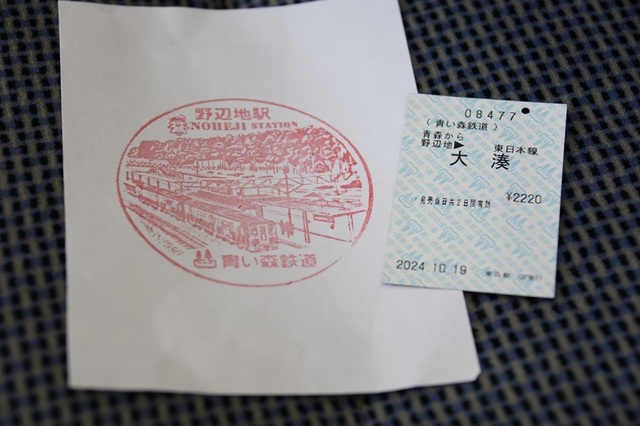 野辺地駅
NOHEJI STATION
青い森鉄道
08477
( 青い森鉄道 )
青森から
野辺地▶ 東日本線
大湊
¥2220
発売当日共2日間有効
2024.10.19